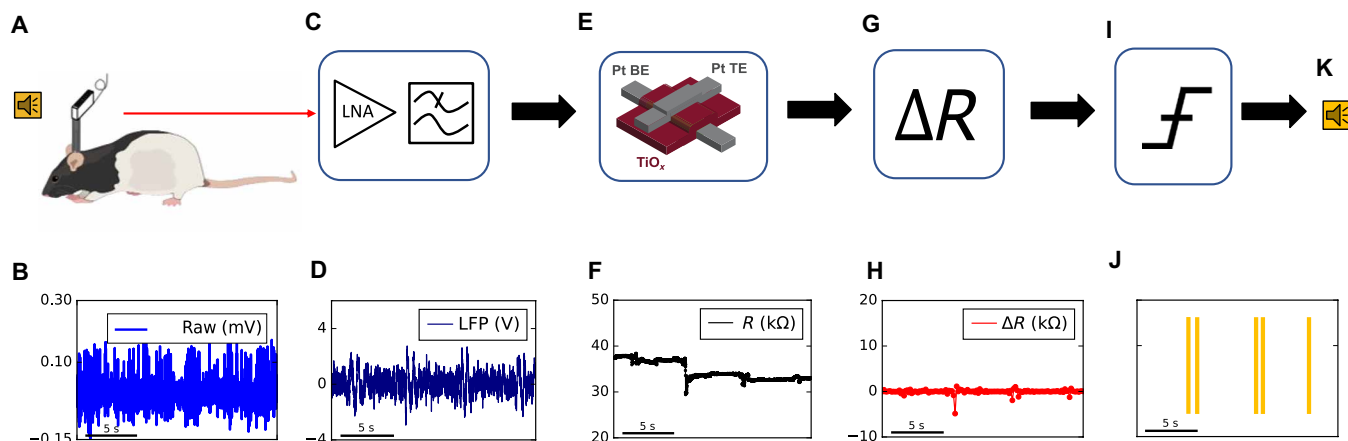 A
C
E
G
I
K
LNA
Pt BE
Pt TE
TiOx
ΔR
B
D
F
H
J
0.30
0.10
−0.15
Raw (mV)
5 s
4
0
−4
LFP (V)
5 s
50
40
30
20
R (kΩ)
5 s
20
10
0
−10
ΔR (kΩ)
5 s
5 s